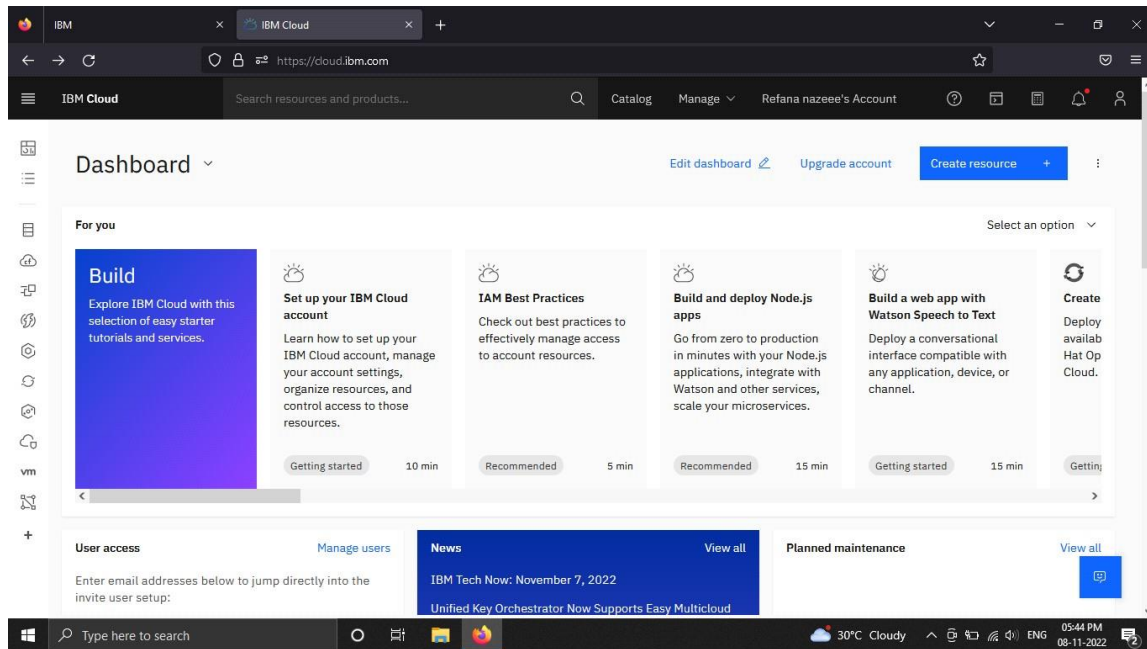 IBM
IBM Cloud
https://cloud.ibm.com
IBM Cloud
Search resources and products...
Catalog
Manage
Refana nazeee's Account
Dashboard
Edit dashboard
Upgrade account
Create resource +
For you
Select an option
Build
Explore IBM Cloud with this
selection of easy starter
tutorials and services.
Set up your IBM Cloud
account
Learn how to set up your
IBM Cloud account, manage
your account settings,
organize resources, and
control access to those
resources.
Getting started
10 min
IAM Best Practices
Check out best practices to
effectively manage access
to account resources.
Recommended
5 min
Build and deploy Node.js
apps
Go from zero to production
in minutes with your Node.js
applications, integrate with
Watson and other services,
scale your microservices.
Recommended
15 min
Build a web app with
Watson Speech to Text
Deploy a conversational
interface compatible with
any application, device, or
channel.
Getting started
15 min
Create
Deploy
availab
Hat Op
Cloud.
Getting
vm
User access
Manage users
Enter email addresses below to jump directly into the
invite user setup:
News
View all
IBM Tech Now: November 7, 2022
Unified Key Orchestrator Now Supports Easy Multicloud
Planned maintenance
View all
Type here to search
30°C Cloudy
ENG
05:44 PM
08-11-2022
2